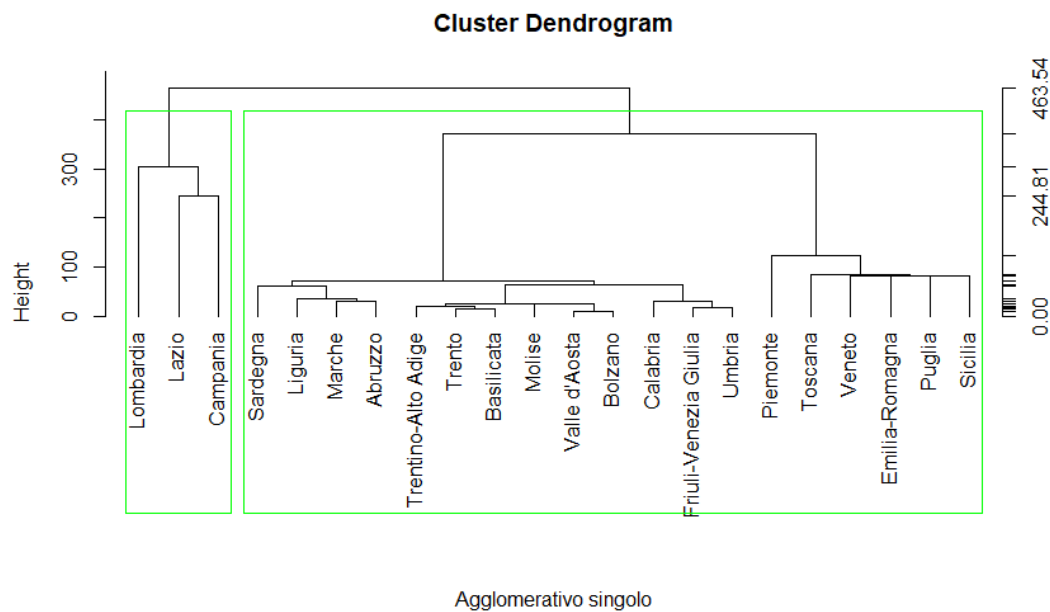 Cluster Dendrogram
Height
0
100
300
463.54
244.81
0.00
Lombardia
Lazio
Campania
Sardegna
Liguria
Marche
Abruzzo
Trentino-Alto Adige
Trento
Basilicata
Molise
Valle d'Aosta
Bolzano
Calabria
Friuli-Venezia Giulia
Umbria
Piemonte
Toscana
Veneto
Emilia-Romagna
Puglia
Sicilia
Agglomerativo singolo